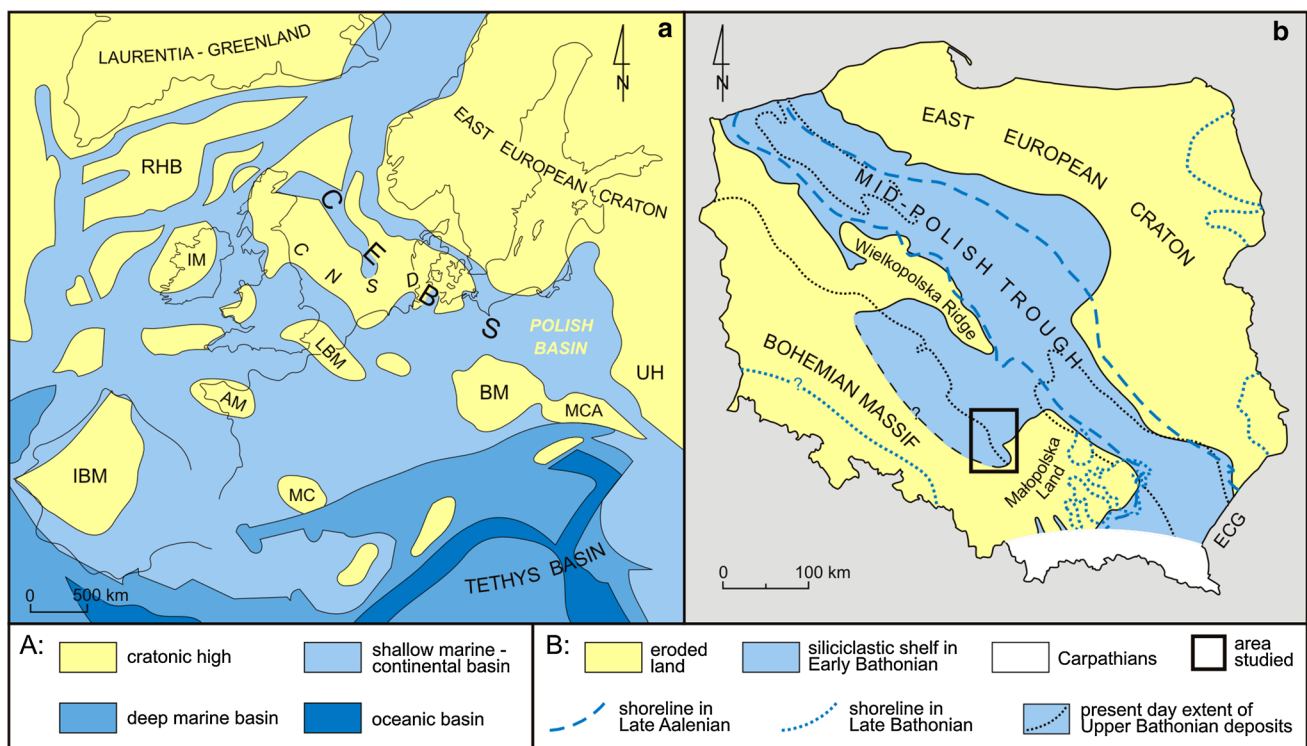 a
LAURENTIA - GREENLAND
N
EAST EUROPEAN CRATON
RHB
IM
C
E
B
S
C
N
S
D
POLISH
BASIN
LBM
UH
AM
BM
MCA
IBM
MC
TETHYS BASIN
0 500 km
b
N
EAST EUROPEAN
CRATON
MID-POLISH TROUGH
Wielkopolska Ridge
BOHEMIAN MASSIF
?
?
Małopolska
Land
ECG
0 100 km
A:
cratonic high
shallow marine -
continental basin
deep marine basin
oceanic basin
B:
eroded
land
siliciclastic shelf in
Early Bathonian
Carpathians
area
studied
shoreline in
Late Aalenian
shoreline in
Late Bathonian
present day extent of
Upper Bathonian deposits